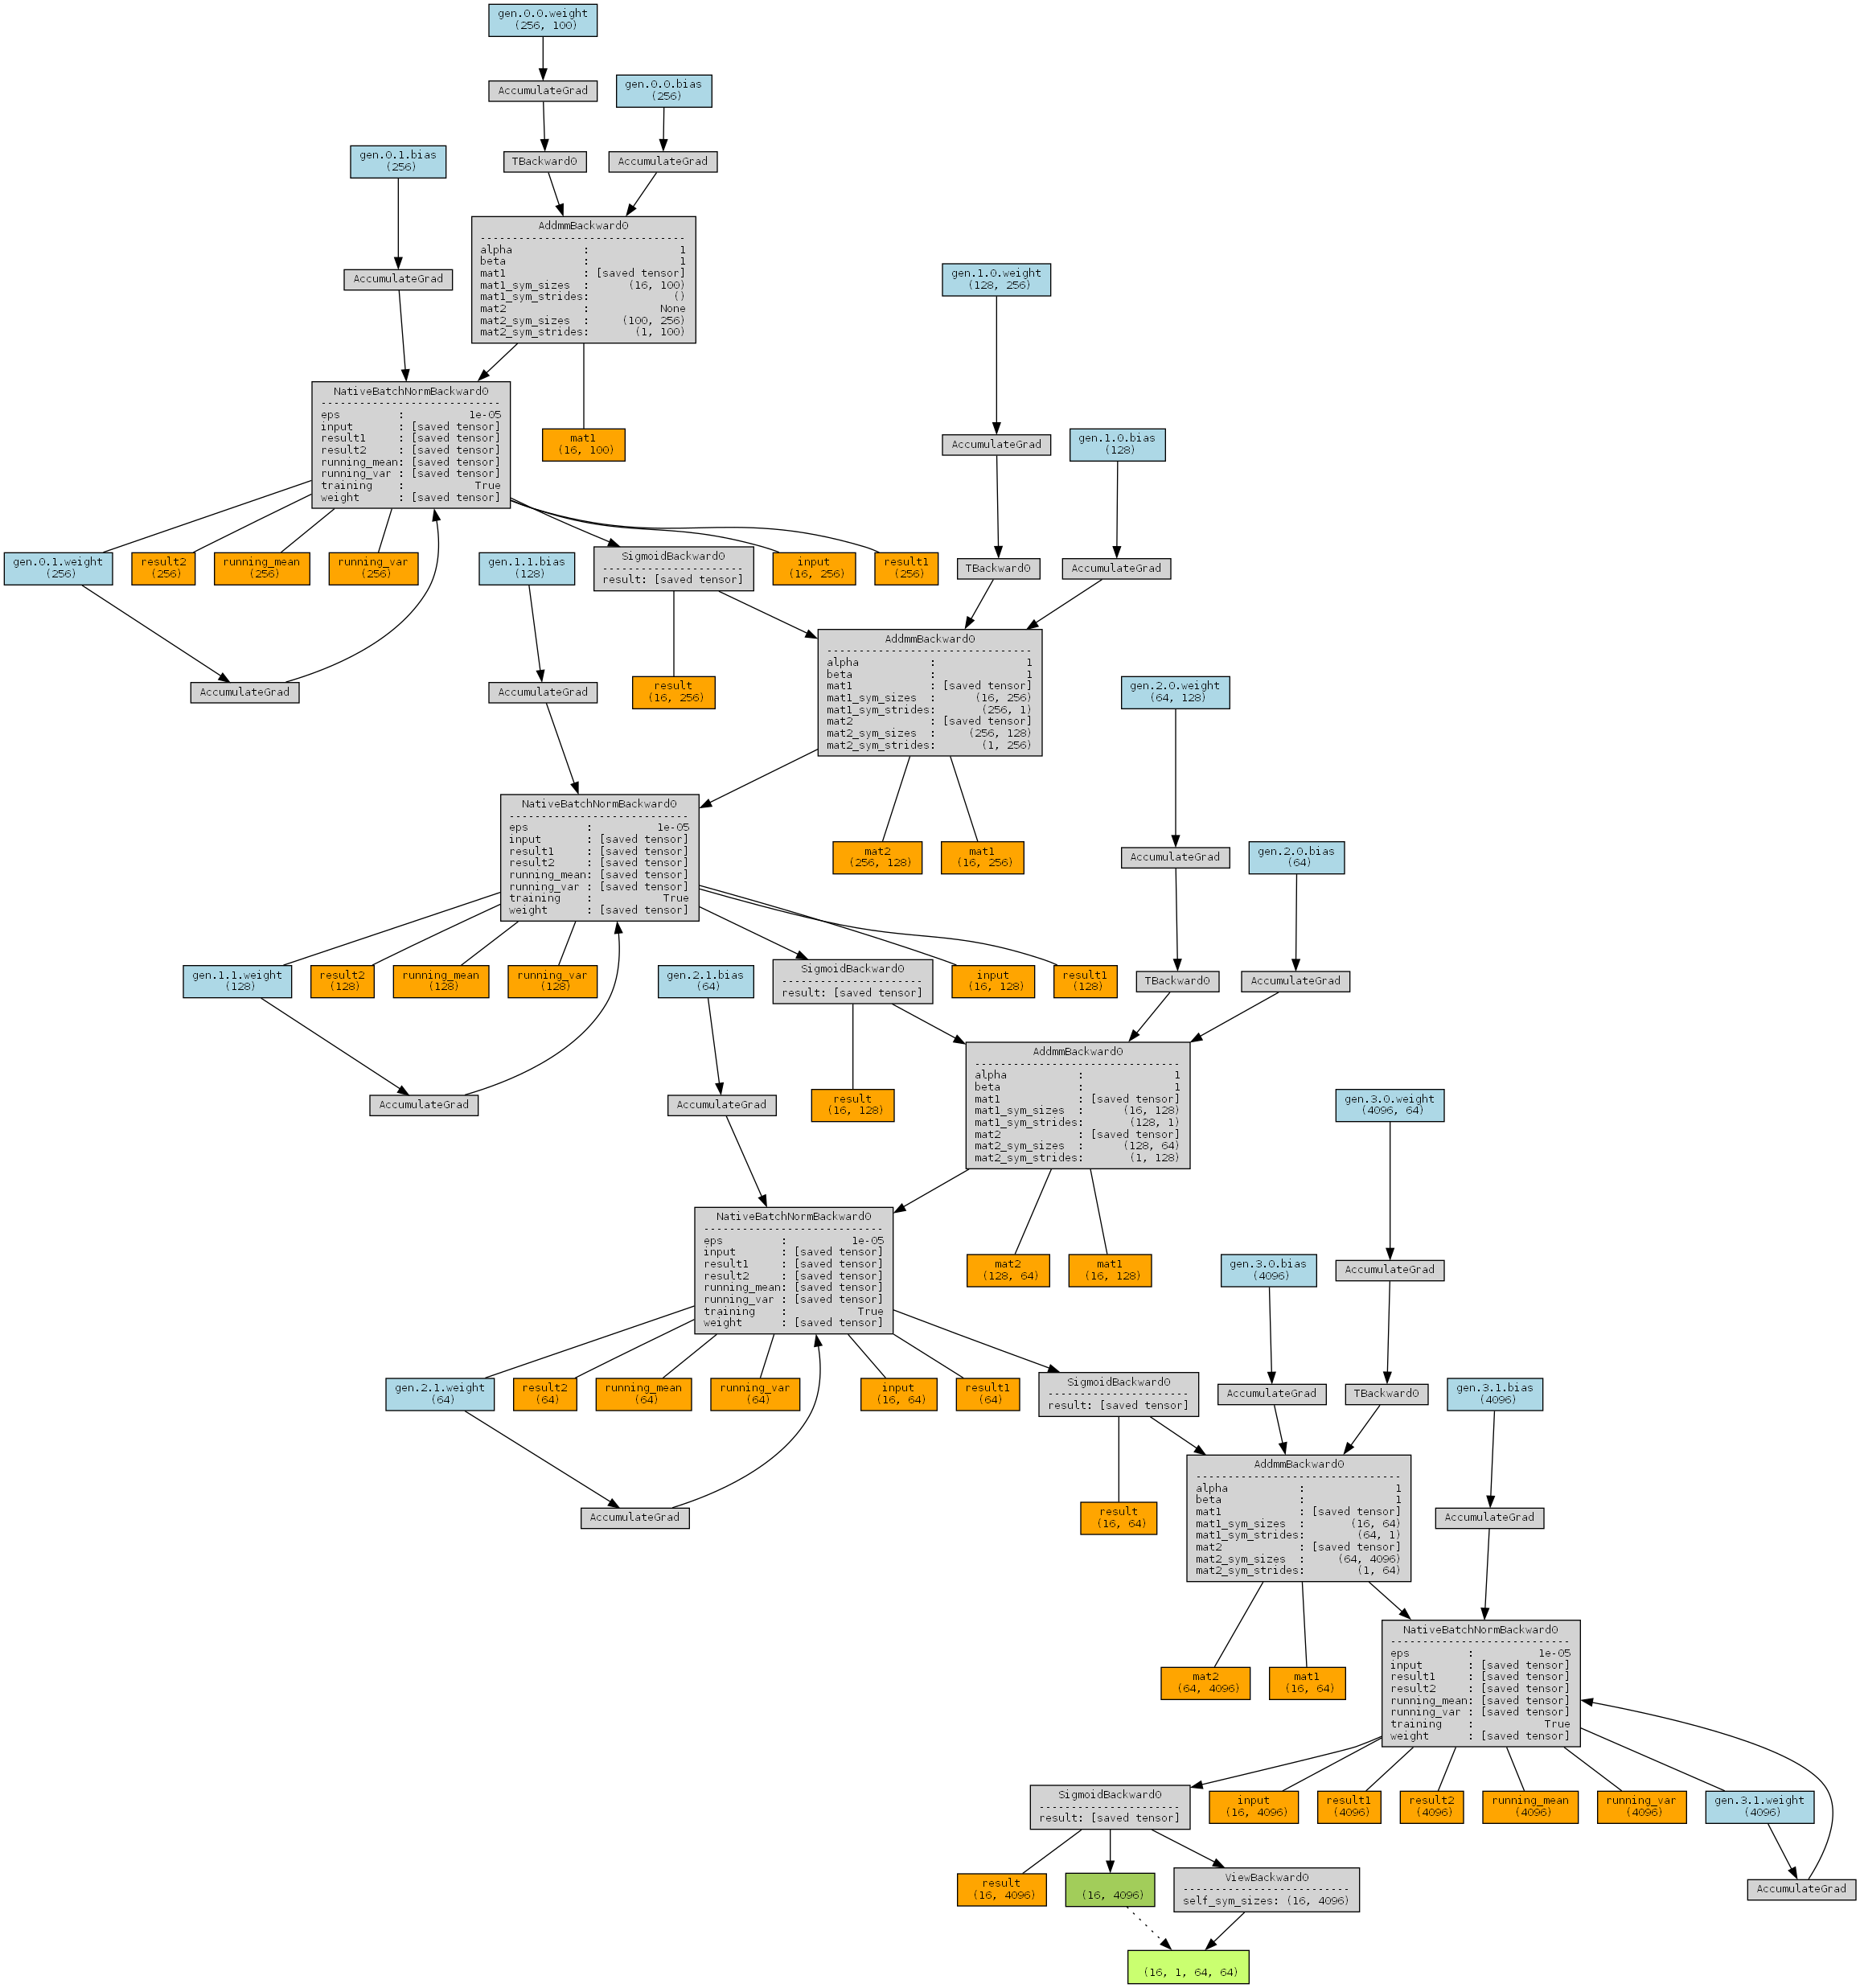 gen.0.0.weight
(256, 100)
AccumulateGrad
gen.0.0.bias
(256)
gen.0.1.bias
(256)
TBackward0
AccumulateGrad
AddmmBackward0
--------------------------------
alpha           :              1
beta            :              1
mat1            : [saved tensor]
mat1_sym_sizes  :      (16, 100)
mat1_sym_strides:             ()
mat2            :           None
mat2_sym_sizes  :     (100, 256)
mat2_sym_strides:       (1, 100)
AccumulateGrad
gen.1.0.weight
(128, 256)
NativeBatchNormBackward0
----------------------------
eps         :          1e-05
input       : [saved tensor]
result1     : [saved tensor]
result2     : [saved tensor]
running_mean: [saved tensor]
running_var : [saved tensor]
training    :           True
weight      : [saved tensor]
mat1
(16, 100)
AccumulateGrad
gen.1.0.bias
(128)
gen.0.1.weight
(256)
result2
(256)
running_mean
(256)
running_var
(256)
gen.1.1.bias
(128)
SigmoidBackward0
----------------------
result: [saved tensor]
input
(16, 256)
result1
(256)
TBackward0
AccumulateGrad
AccumulateGrad
AccumulateGrad
result
(16, 256)
AddmmBackward0
--------------------------------
alpha           :              1
beta            :              1
mat1            : [saved tensor]
mat1_sym_sizes  :      (16, 256)
mat1_sym_strides:       (256, 1)
mat2            : [saved tensor]
mat2_sym_sizes  :     (256, 128)
mat2_sym_strides:       (1, 256)
gen.2.0.weight
(64, 128)
NativeBatchNormBackward0
----------------------------
eps         :          1e-05
input       : [saved tensor]
result1     : [saved tensor]
result2     : [saved tensor]
running_mean: [saved tensor]
running_var : [saved tensor]
training    :           True
weight      : [saved tensor]
mat2
(256, 128)
mat1
(16, 256)
AccumulateGrad
gen.2.0.bias
(64)
gen.1.1.weight
(128)
result2
(128)
running_mean
(128)
running_var
(128)
gen.2.1.bias
(64)
SigmoidBackward0
----------------------
result: [saved tensor]
input
(16, 128)
result1
(128)
TBackward0
AccumulateGrad
AccumulateGrad
AccumulateGrad
result
(16, 128)
AddmmBackward0
--------------------------------
alpha           :              1
beta            :              1
mat1            : [saved tensor]
mat1_sym_sizes  :      (16, 128)
mat1_sym_strides:       (128, 1)
mat2            : [saved tensor]
mat2_sym_sizes  :      (128, 64)
mat2_sym_strides:       (1, 128)
gen.3.0.weight
(4096, 64)
NativeBatchNormBackward0
----------------------------
eps         :          1e-05
input       : [saved tensor]
result1     : [saved tensor]
result2     : [saved tensor]
running_mean: [saved tensor]
running_var : [saved tensor]
training    :           True
weight      : [saved tensor]
mat2
(128, 64)
mat1
(16, 128)
gen.3.0.bias
(4096)
AccumulateGrad
gen.2.1.weight
(64)
result2
(64)
running_mean
(64)
running_var
(64)
input
(16, 64)
result1
(64)
SigmoidBackward0
----------------------
result: [saved tensor]
AccumulateGrad
TBackward0
gen.3.1.bias
(4096)
AccumulateGrad
result
(16, 64)
AddmmBackward0
--------------------------------
alpha           :              1
beta            :              1
mat1            : [saved tensor]
mat1_sym_sizes  :       (16, 64)
mat1_sym_strides:        (64, 1)
mat2            : [saved tensor]
mat2_sym_sizes  :     (64, 4096)
mat2_sym_strides:        (1, 64)
AccumulateGrad
mat2
(64, 4096)
mat1
(16, 64)
NativeBatchNormBackward0
----------------------------
eps         :          1e-05
input       : [saved tensor]
result1     : [saved tensor]
result2     : [saved tensor]
running_mean: [saved tensor]
running_var : [saved tensor]
training    :           True
weight      : [saved tensor]
SigmoidBackward0
----------------------
result: [saved tensor]
input
(16, 4096)
result1
(4096)
result2
(4096)
running_mean
(4096)
running_var
(4096)
gen.3.1.weight
(4096)
result
(16, 4096)
(16, 4096)
ViewBackward0
--------------------------
self_sym_sizes: (16, 4096)
AccumulateGrad
(16, 1, 64, 64)